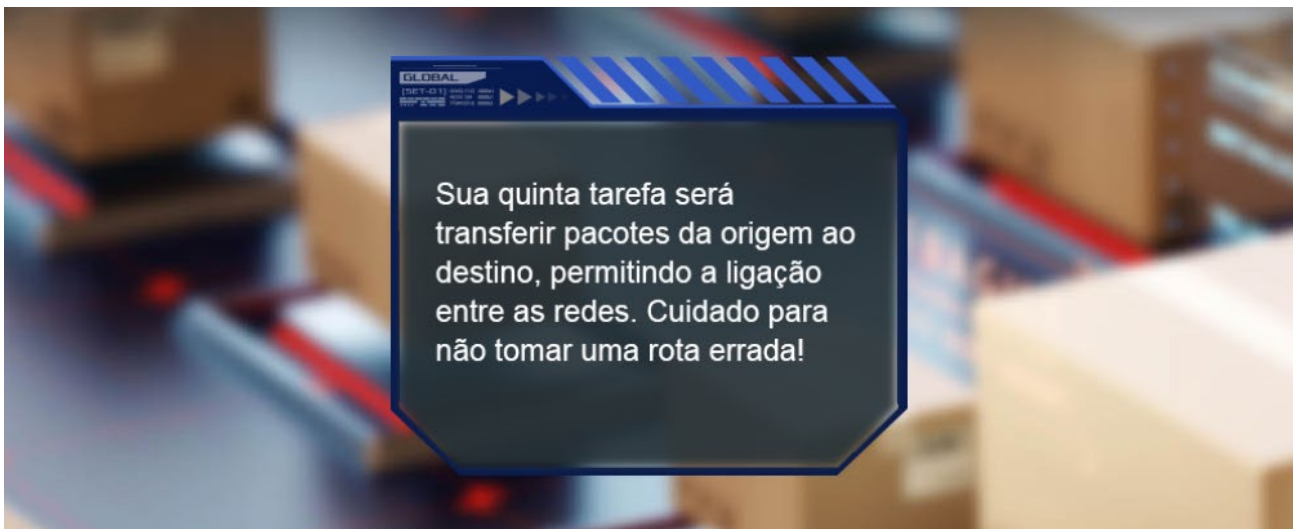 GLOBAL
[SET-01]
Sua quinta tarefa será
transferir pacotes da origem ao
destino, permitindo a ligação
entre as redes. Cuidado para
não tomar uma rota errada!